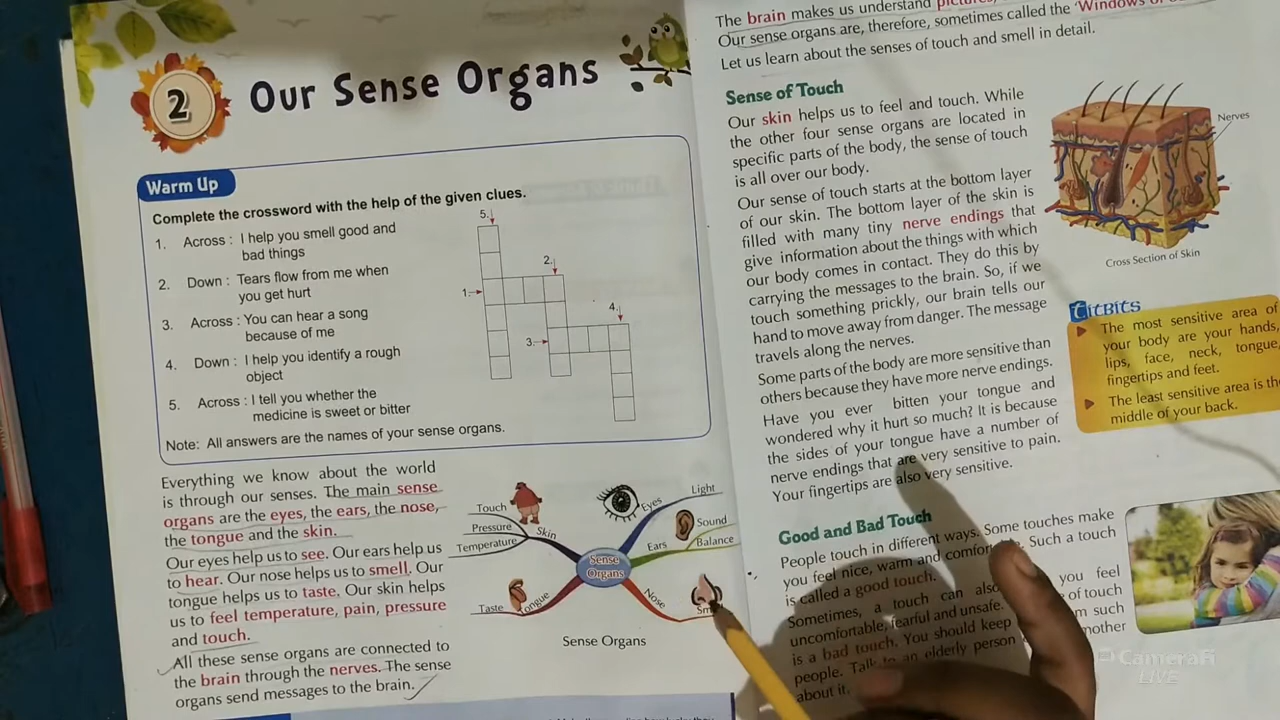 2
Our Sense Organs
Warm Up
Complete the crossword with the help of the given clues.
1. Across : I help you smell good and
bad things
2. Down : Tears flow from me when
you get hurt
3. Across : You can hear a song
because of me
4. Down : I help you identify a rough
object
5. Across : I tell you whether the
medicine is sweet or bitter
Note: All answers are the names of your sense organs.
5.
2.
1.
4.
3.
Everything we know about the world
is through our senses. The main sense
organs are the eyes, the ears, the nose,
the tongue and the skin.
Our eyes help us to see. Our ears help us
to hear. Our nose helps us to smell. Our
tongue helps us to taste. Our skin helps
us to feel temperature, pain, pressure
and touch.
All these sense organs are connected to
the brain through the nerves. The sense
organs send messages to the brain.
Touch
Pressure
Temperature
Skin
Eyes
Light
Sound
Ears
Balance
Sense
Organs
Taste
Tongue
Nose
Sense Organs
The brain makes us understand
Our sense organs are, therefore, sometimes called the 'Windows of
Let us learn about the senses of touch and smell in detail.
Sense of Touch
Our skin helps us to feel and touch. While
the other four sense organs are located in
specific parts of the body, the sense of touch
is all over our body.
Our sense of touch starts at the bottom layer
of our skin. The bottom layer of the skin is
filled with many tiny nerve endings that
give information about the things with which
our body comes in contact. They do this by
carrying the messages to the brain. So, if we
touch something prickly, our brain tells our
hand to move away from danger. The message
travels along the nerves.
Some parts of the body are more sensitive than
others because they have more nerve endings.
Have you ever bitten your tongue and
wondered why it hurt so much? It is because
the sides of your tongue have a number of
nerve endings that are very sensitive to pain.
Your fingertips are also very sensitive.
Nerves
Cross Section of Skin
TitBits
The most sensitive area of
your body are your hands,
lips, face, neck, tongue,
fingertips and feet.
The least sensitive area is the
middle of your back.
Good and Bad Touch
People touch in different ways. Some touches make
you feel nice, warm and Such a touch
is called a good touch.
Sometimes, a touch can also you feel
uncomfortable, fearful and unsafe. of touch
is a bad touch. You should keep such
people. Talk to an elderly person
about it.
CameraFi
LIVE